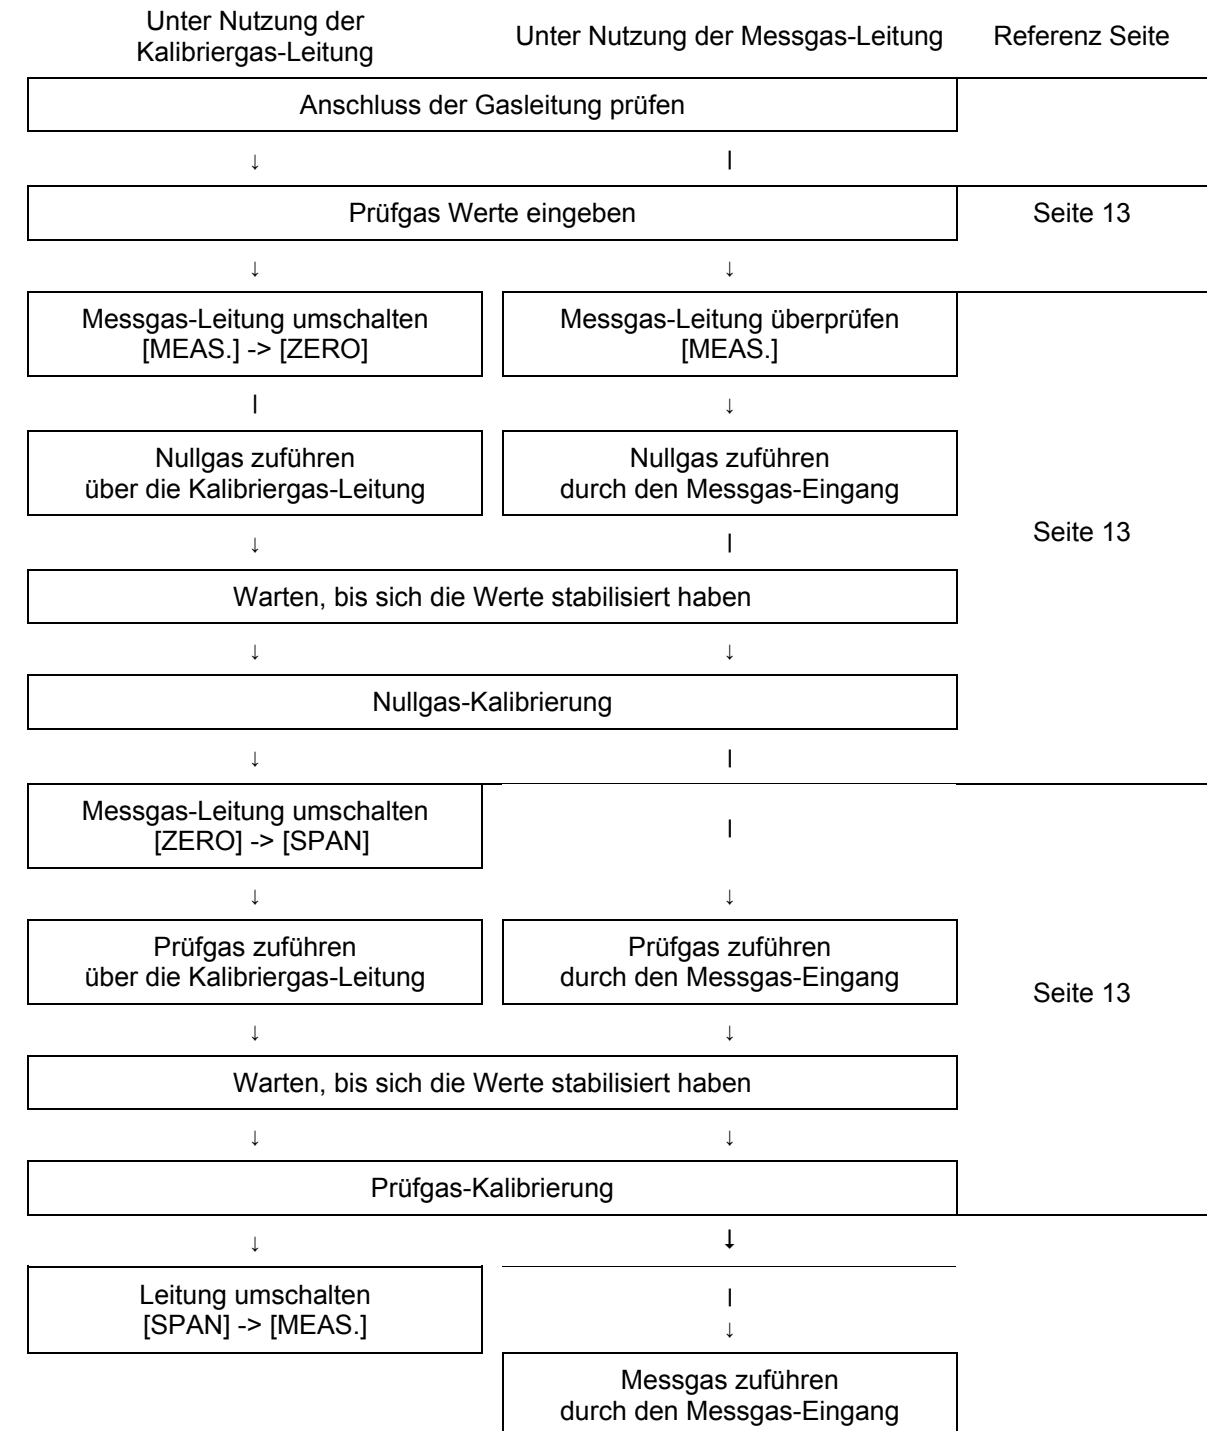 Unter Nutzung der
Kalibriergas-Leitung
Unter Nutzung der Messgas-Leitung
Referenz Seite
Anschluss der Gasleitung prüfen
Prüfgas Werte eingeben
Seite 13
Messgas-Leitung umschalten
[MEAS.] -> [ZERO]
Messgas-Leitung überprüfen
[MEAS.]
Nullgas zuführen
über die Kalibriergas-Leitung
Nullgas zuführen
durch den Messgas-Eingang
Seite 13
Warten, bis sich die Werte stabilisiert haben
Nullgas-Kalibrierung
Messgas-Leitung umschalten
[ZERO] -> [SPAN]
Prüfgas zuführen
über die Kalibriergas-Leitung
Prüfgas zuführen
durch den Messgas-Eingang
Seite 13
Warten, bis sich die Werte stabilisiert haben
Prüfgas-Kalibrierung
Leitung umschalten
[SPAN] -> [MEAS.]
Messgas zuführen
durch den Messgas-Eingang